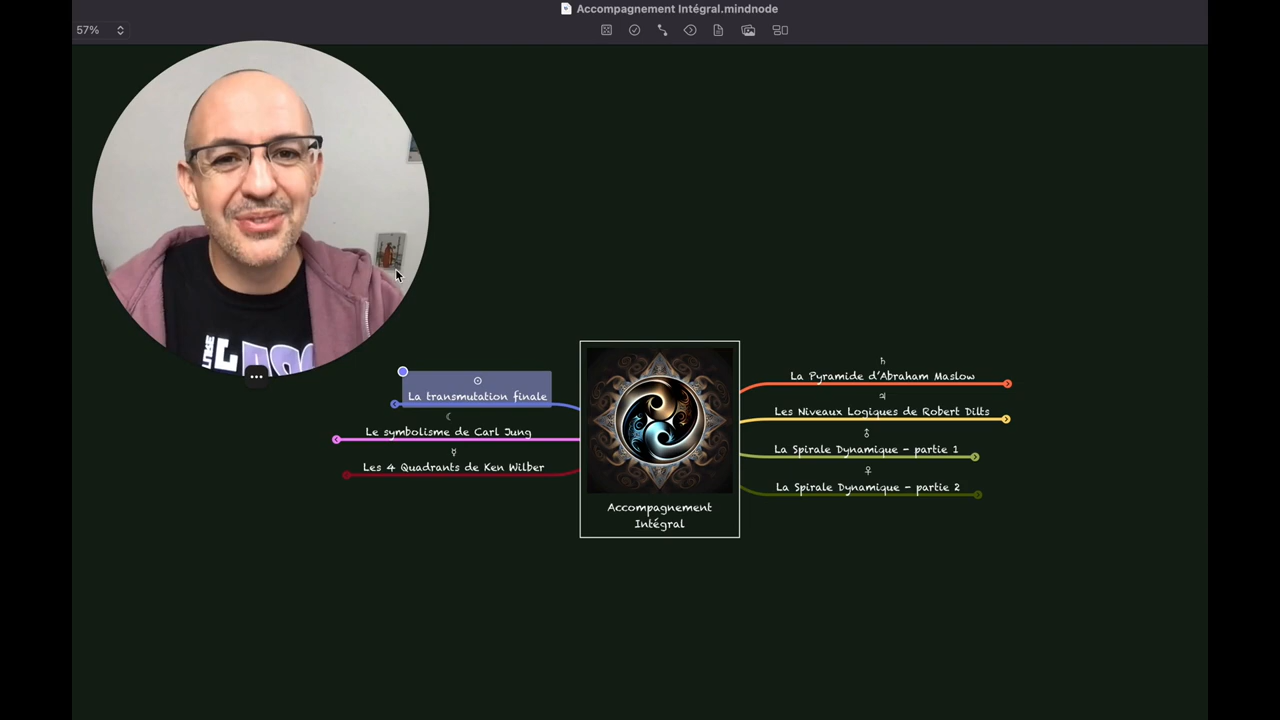 Accompagnement Intégral.mindnode
57%
La transmutation finale
Le symbolisme de Carl Jung
Les 4 Quadrants de Ken Wilber
Accompagnement
Intégral
La Pyramide d'Abraham Maslow
Les Niveaux Logiques de Robert Dilts
La Spirale Dynamique - partie 1
La Spirale Dynamique - partie 2